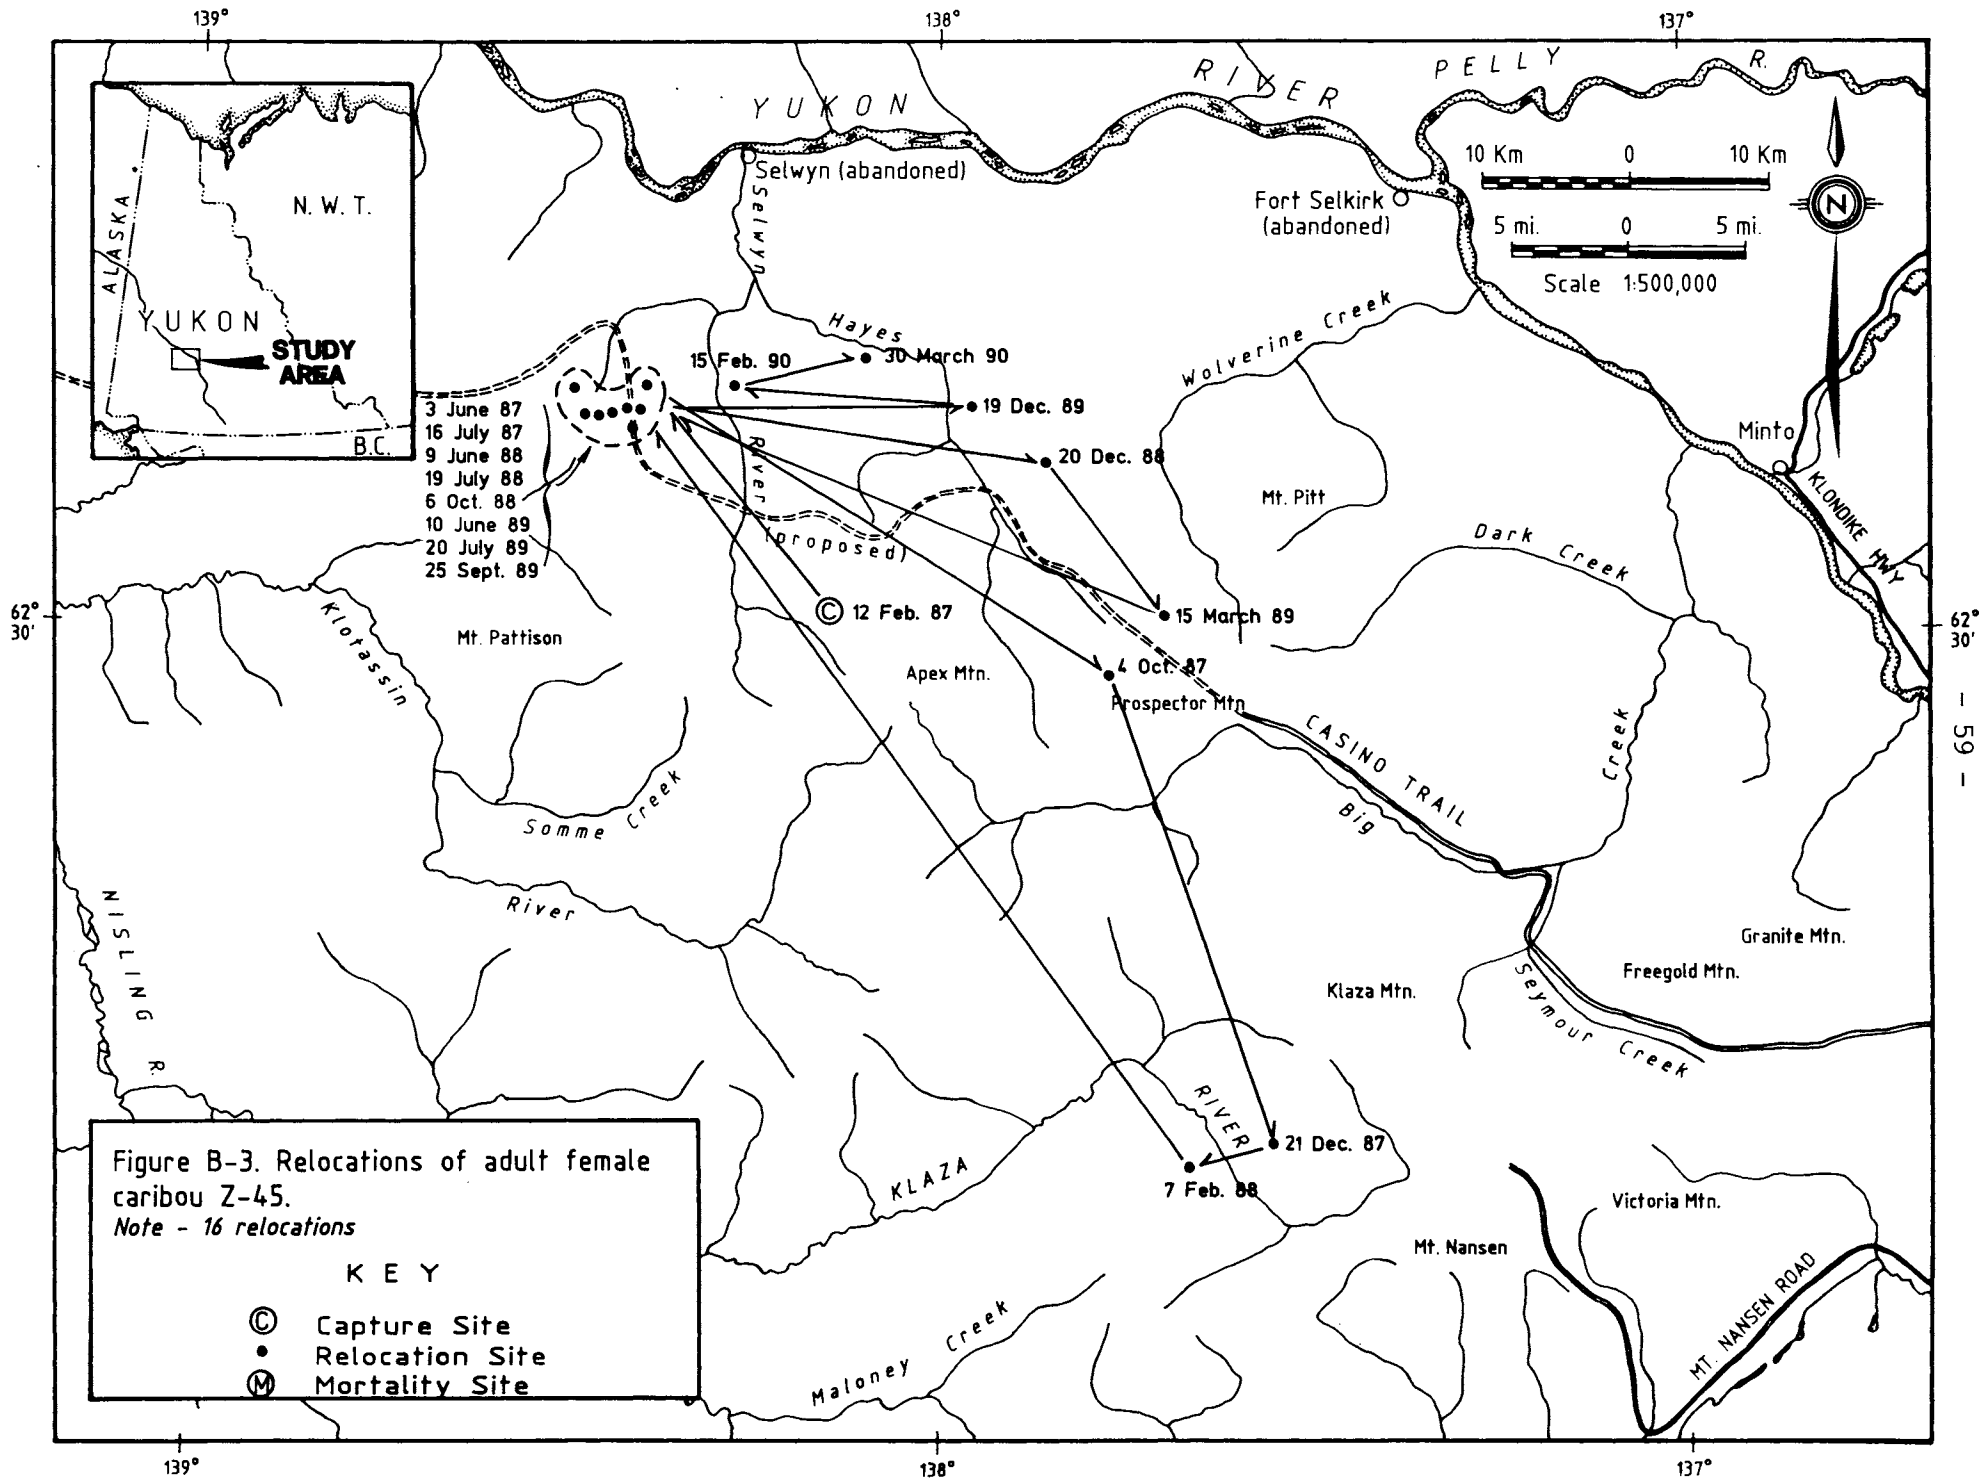 139°
138°
137°
YUKON
RIVER
PELLY
R.
10 Km 0 10 Km
5 mi. 0 5 mi.
Scale 1:500,000
N
ALASKA
N. W. T.
YUKON
STUDY
AREA
B.C.
Selwyn (abandoned)
Selwyn
Fort Selkirk
(abandoned)
Hayes
Wolverine Creek
15 Feb. 90
30 March 90
19 Dec. 89
20 Dec. 88
3 June 87
16 July 87
9 June 88
19 July 88
6 Oct. 88
10 June 89
20 July 89
25 Sept. 89
River
(proposed)
Minto
KLONDIKE HWY
Mt. Pitt
Dark Creek
62°
30'
62°
30'
Klotassin
Mt. Pattison
C 12 Feb. 87
15 March 89
Apex Mtn.
4 Oct. 87
Prospector Mtn
CASINO TRAIL
Big
Creek
- 59 -
Somme Creek
River
NISLING R.
Granite Mtn.
Freegold Mtn.
Klaza Mtn.
Seymour Creek
RIVER
KLAZA
21 Dec. 87
7 Feb. 88
Victoria Mtn.
Mt. Nansen
MT. NANSEN ROAD
Maloney Creek
Figure B-3. Relocations of adult female
caribou Z-45.
Note - 16 relocations
KEY
C Capture Site
Relocation Site
M Mortality Site
139°
138°
137°